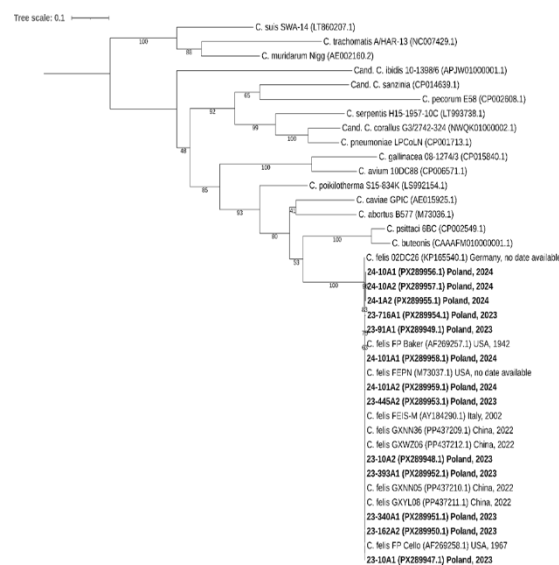 Tree scale: 0.1
C. suis SWA-14 (LT860207.1)
100
C. trachomatis A/HAR-13 (NC007429.1)
C. muridarum Nigg (AE002160.2)
Cand. C. ibidis 10-1398/6 (APJW01000001.1)
Cand. C. sanzinia (CP014639.1)
C. pecorum E58 (CP002608.1)
C. serpentis H15-1957-10C (LT993738.1)
99
Cand. C. corallus G3/2742-324 (NWQK01000002.1)
100
C. pneumoniae LPCoLN (CP001713.1)
C. gallinacea 08-1274/3 (CP015840.1)
100
C. avium 10DC88 (CP006571.1)
85
C. poikilotherma S15-834K (LS992154.1)
93
C. caviae GPIC (AE015925.1)
C. abortus B577 (M73036.1)
C. psittaci 6BC (CP002549.1)
100
C. buteonis (CAAAFM010000001.1)
C. felis 02DC26 (KP165540.1) Germany, no date available
24-10A1 (PX289956.1) Poland, 2024
100
24-10A2 (PX289957.1) Poland, 2024
24-1A2 (PX289955.1) Poland, 2024
23-716A1 (PX289954.1) Poland, 2023
23-91A1 (PX289949.1) Poland, 2023
C. felis FP Baker (AF269257.1) USA, 1942
24-101A1 (PX289958.1) Poland, 2024
C. felis FEPN (M73037.1) USA, no date available
24-101A2 (PX289959.1) Poland, 2024
23-445A2 (PX289953.1) Poland, 2023
C. felis FEIS-M (AY184290.1) Italy, 2002
C. felis GXNN36 (PP437209.1) China, 2022
C. felis GXWZ06 (PP437212.1) China, 2022
23-10A2 (PX289948.1) Poland, 2023
23-393A1 (PX289952.1) Poland, 2023
C. felis GXNN05 (PP437210.1) China, 2022
C. felis GXYL08 (PP437211.1) China, 2022
23-340A1 (PX289951.1) Poland, 2023
23-162A2 (PX289950.1) Poland, 2023
C. felis FP Cello (AF269258.1) USA, 1967
23-10A1 (PX289947.1) Poland, 2023